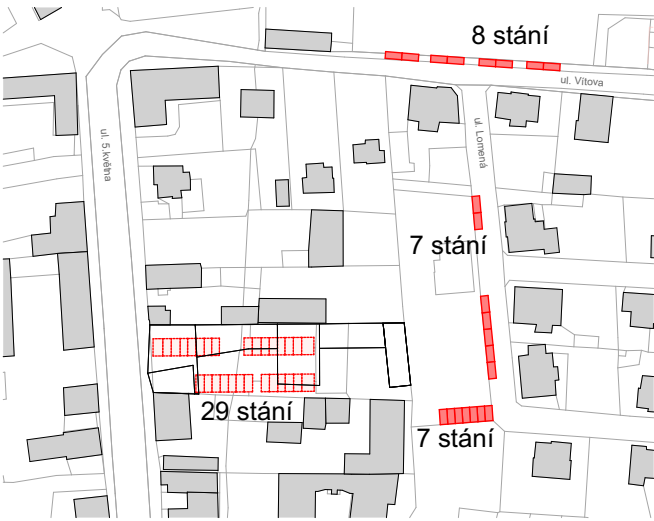 8 stání
ul. Vítova
ul. 5.května
ul. Lomená
7 stání
29 stání
7 stání